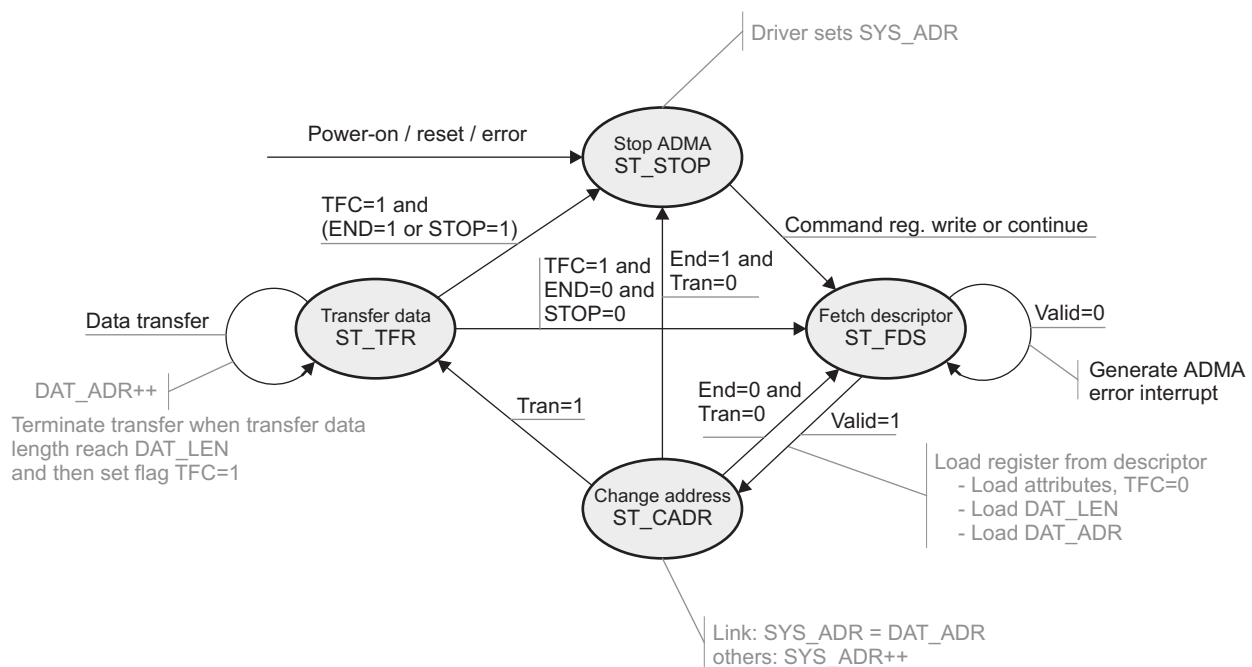 Driver sets SYS_ADR
Power-on / reset / error
Stop ADMA
ST_STOP
TFC=1 and
(END=1 or STOP=1)
Command reg. write or continue
TFC=1 and
END=0 and
STOP=0
End=1 and
Tran=0
Data transfer
Transfer data
ST_TFR
Fetch descriptor
ST_FDS
Valid=0
Generate ADMA
error interrupt
DAT_ADR++
Terminate transfer when transfer data
length reach DAT_LEN
and then set flag TFC=1
Tran=1
End=0 and
Tran=0
Valid=1
Load register from descriptor
- Load attributes, TFC=0
- Load DAT_LEN
- Load DAT_ADR
Change address
ST_CADR
Link: SYS_ADR = DAT_ADR
others: SYS_ADR++